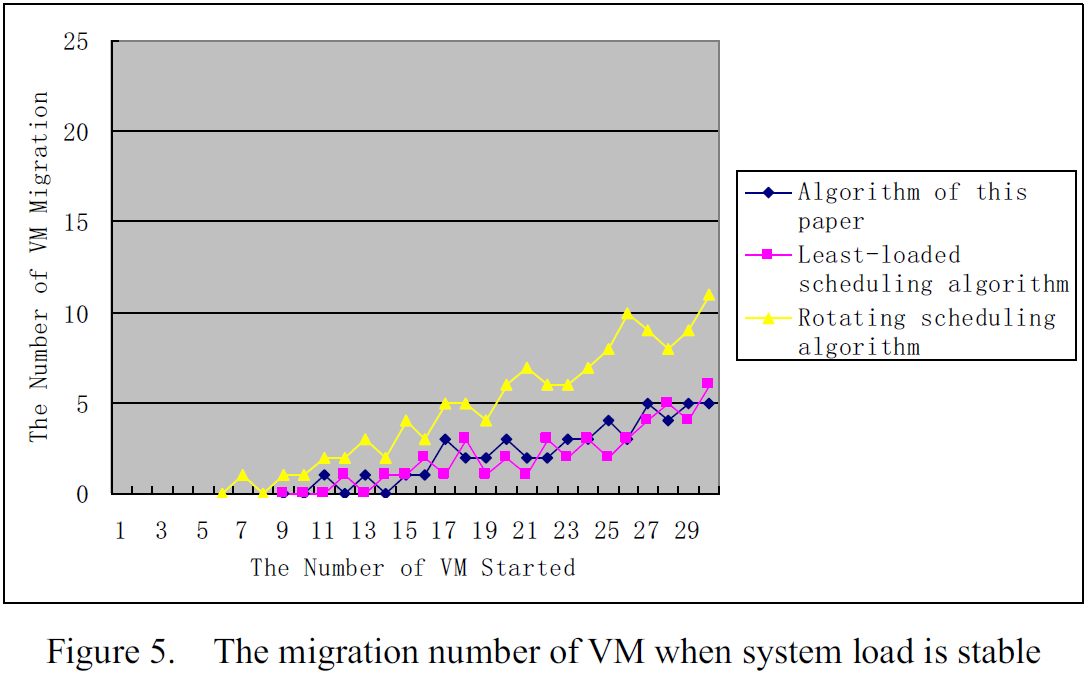 25
20
15
10
5
0
The Number of VM Migration
1 3 5 7 9 11 13 15 17 19 21 23 25 27 29
The Number of VM Started
Algorithm of this
paper
Least-loaded
scheduling algorithm
Rotating scheduling
algorithm
Figure 5. The migration number of VM when system load is stable